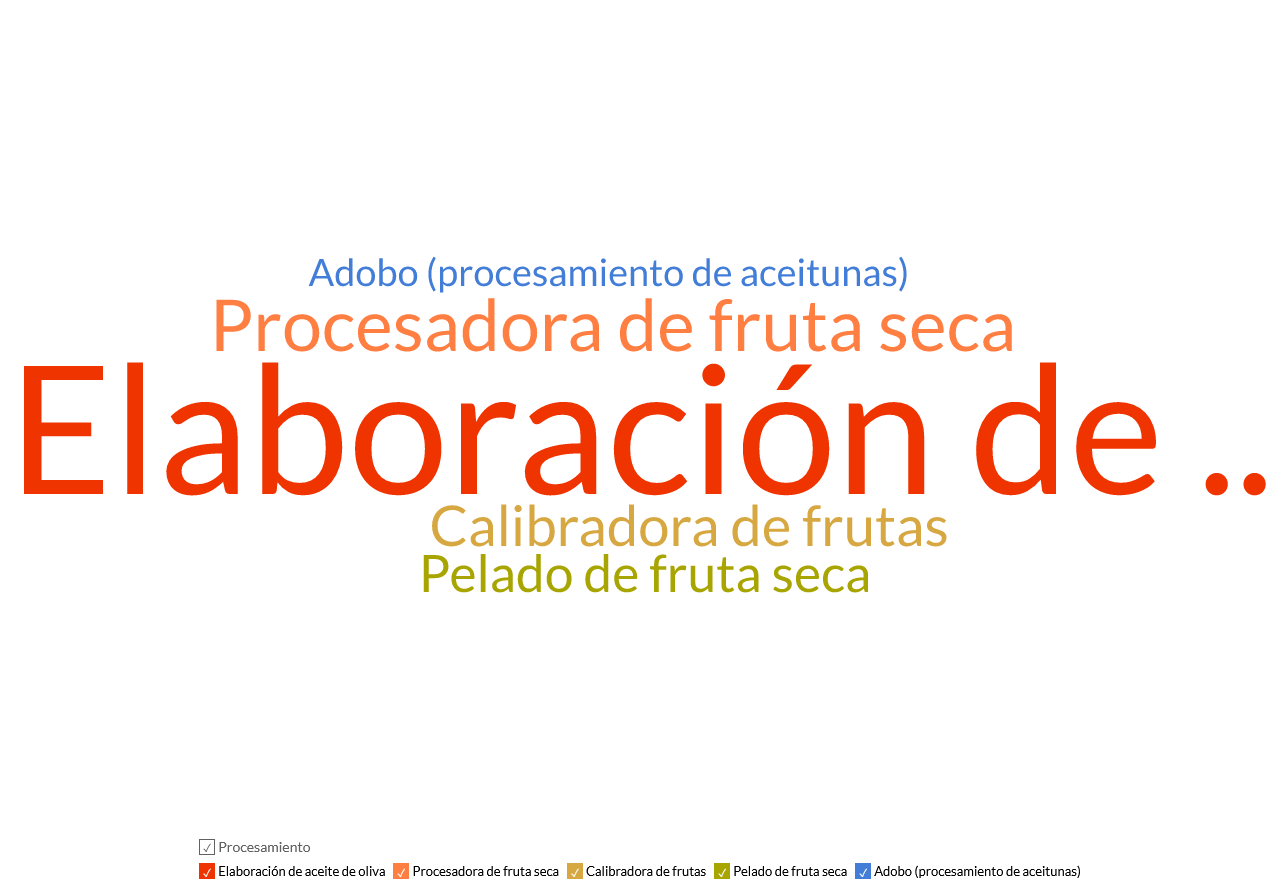 Adobo (procesamiento de aceitunas)
Procesadora de fruta seca
Elaboración de ..
Calibradora de frutas
Pelado de fruta seca
Procesamiento
Elaboración de aceite de oliva Procesadora de fruta seca Calibradora de frutas Pelado de fruta seca Adobo (procesamiento de aceitunas)